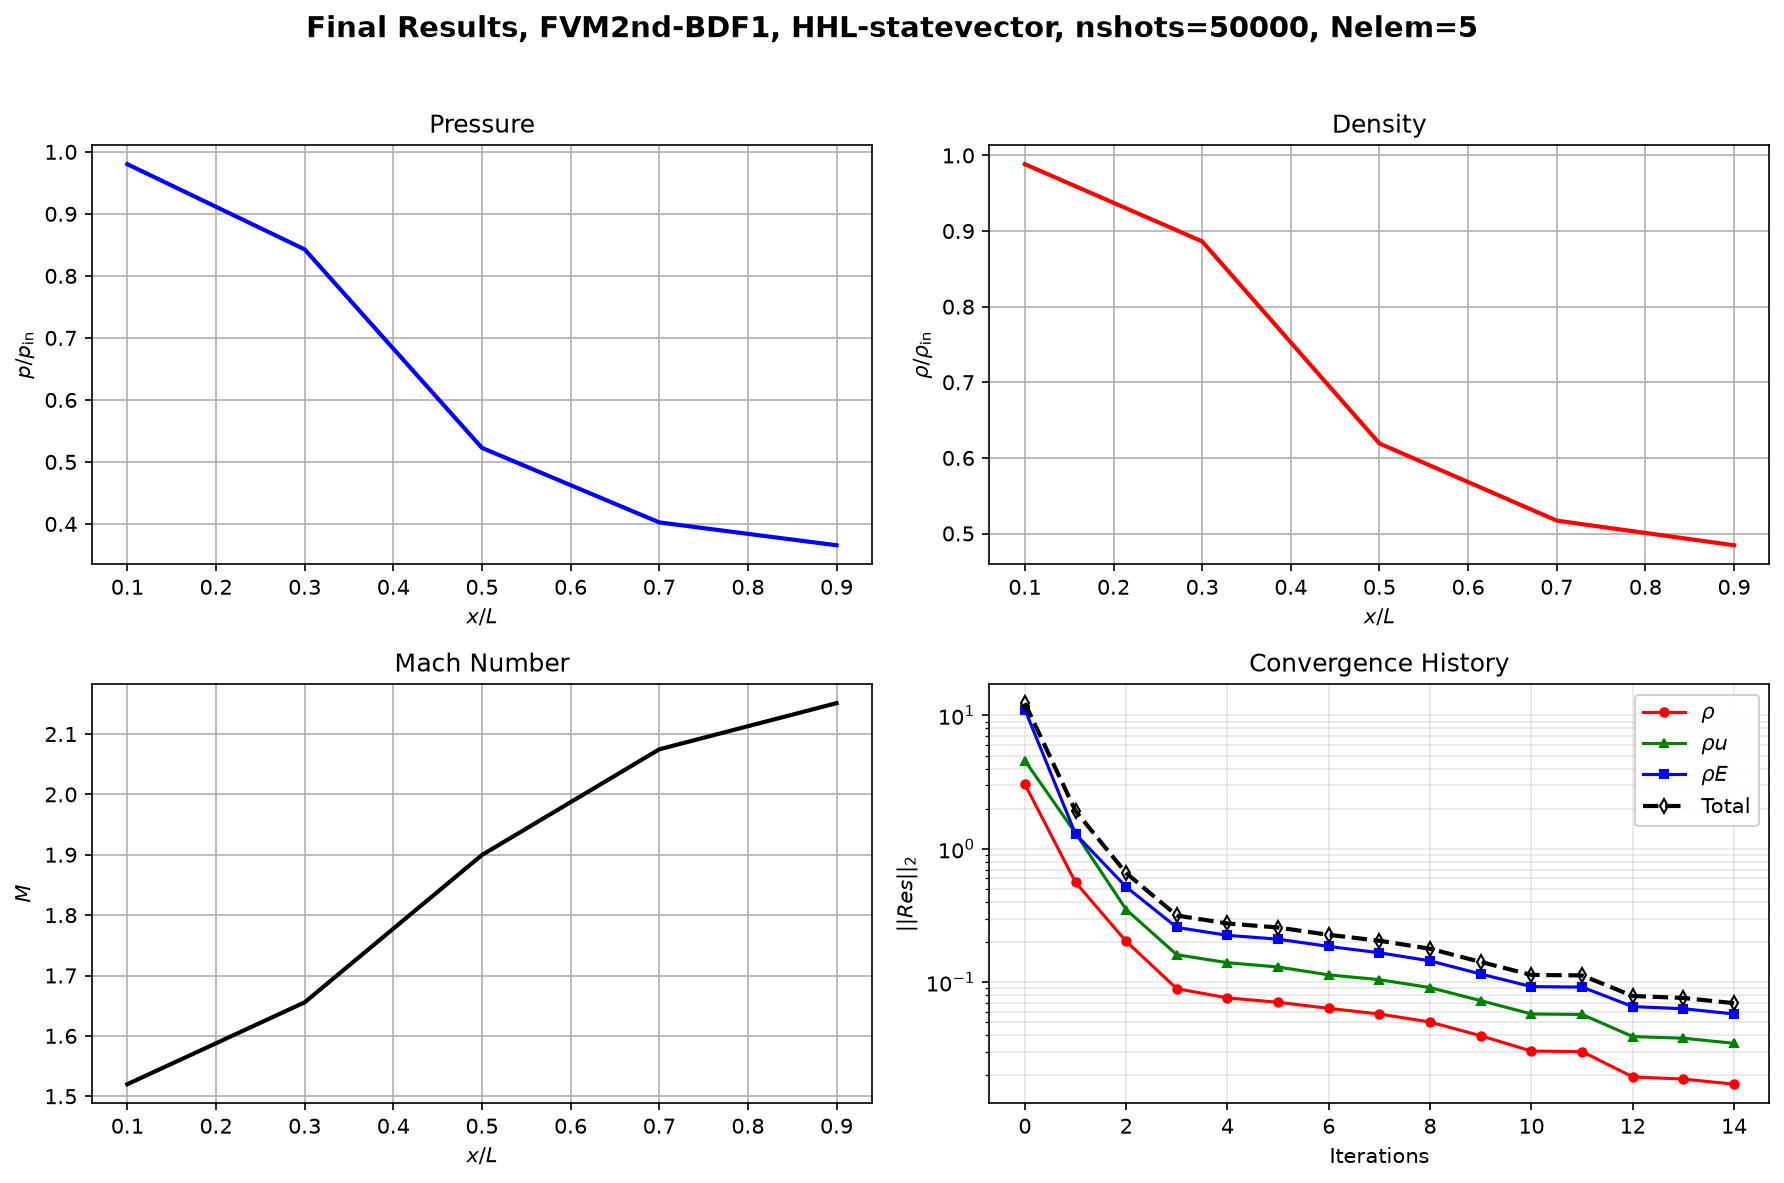 Final Results, FVM2nd-BDF1, HHL-statevector, nshots=50000, Nelem=5
Pressure
1.0
0.9
0.8
0.7
0.6
0.5
0.4
p/p_in
0.1 0.2 0.3 0.4 0.5 0.6 0.7 0.8 0.9
x/L
Density
1.0
0.9
0.8
0.7
0.6
0.5
ρ/ρ_in
0.1 0.2 0.3 0.4 0.5 0.6 0.7 0.8 0.9
x/L
Mach Number
2.1
2.0
1.9
1.8
1.7
1.6
1.5
M
0.1 0.2 0.3 0.4 0.5 0.6 0.7 0.8 0.9
x/L
Convergence History
10¹
10⁰
10⁻¹
||Res||₂
ρ
ρu
ρE
Total
0 2 4 6 8 10 12 14
Iterations